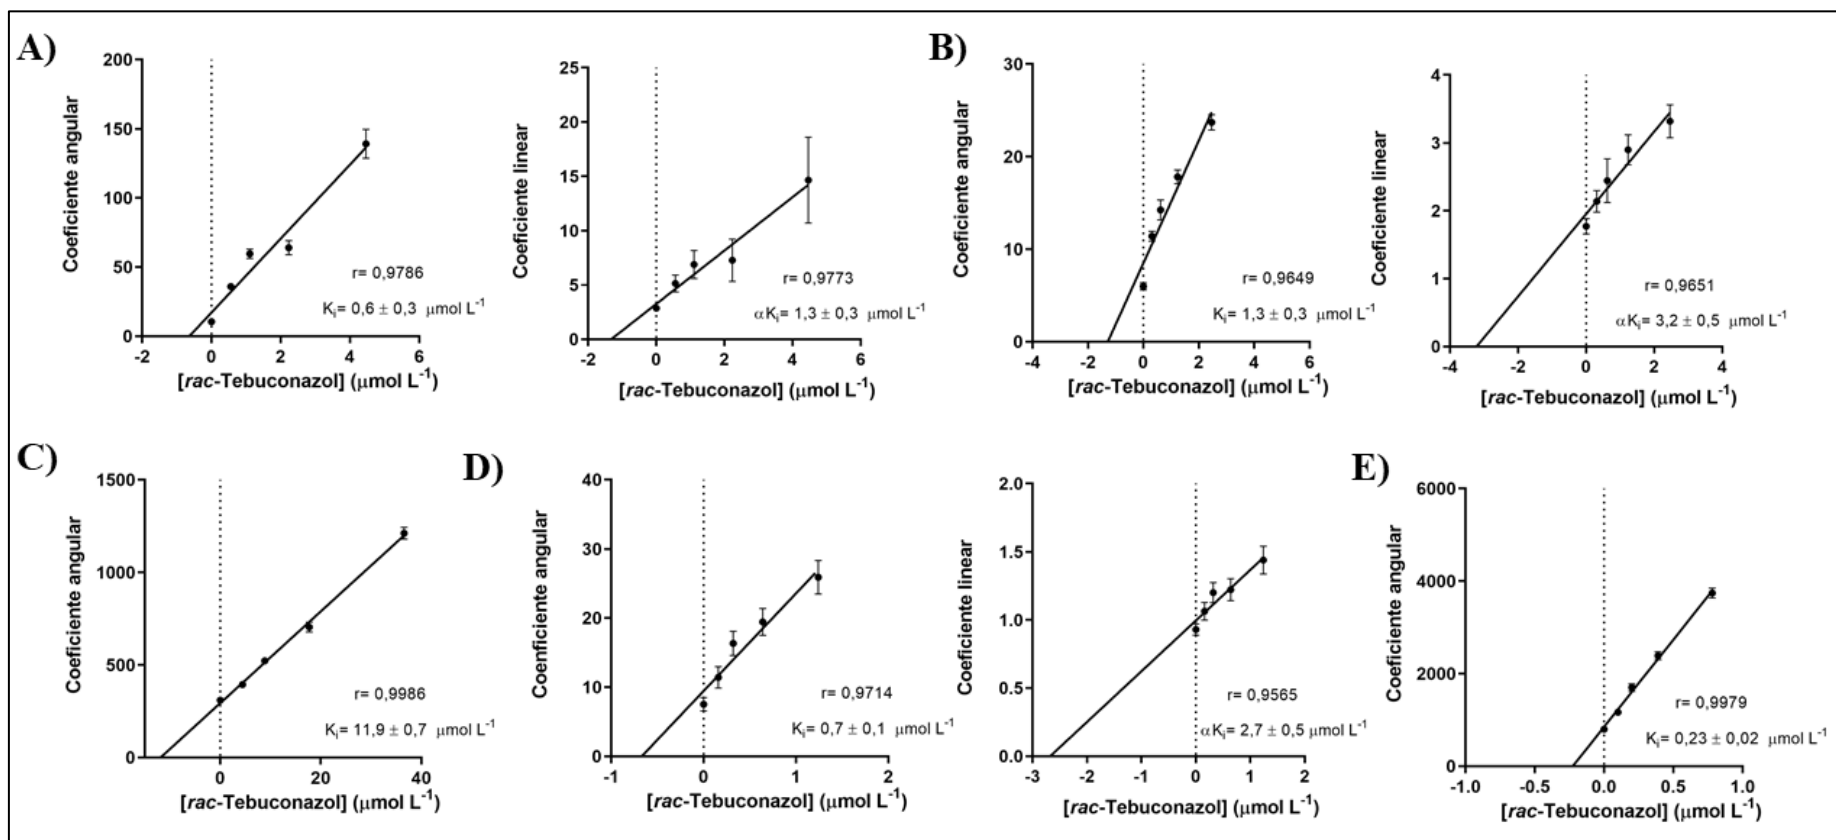 A)
200
150
100
50
0
-2 0 2 4 6
Coeficiente angular
r= 0,9786
Ki= 0,6 ± 0,3 µmol L-1
[rac-Tebuconazol] (µmol L-1)
25
20
15
10
5
0
-2 0 2 4 6
Coeficiente linear
r= 0,9773
αKi= 1,3 ± 0,3 µmol L-1
[rac-Tebuconazol] (µmol L-1)
B)
30
20
10
0
-4 -2 0 2 4 6
Coeficiente angular
r= 0,9649
Ki= 1,3 ± 0,3 µmol L-1
[rac-Tebuconazol] (µmol L-1)
4
3
2
1
0
-4 -2 0 2 4
Coeficiente linear
r= 0,9651
αKi= 3,2 ± 0,5 µmol L-1
[rac-Tebuconazol] (µmol L-1)
C)
1500
1000
500
0
0 20 40
Coeficiente angular
r= 0,9986
Ki= 11,9 ± 0,7 µmol L-1
[rac-Tebuconazol] (µmol L-1)
D)
40
30
20
10
0
-1 0 1 2
Coenficiente angular
r= 0,9714
Ki= 0,7 ± 0,1 µmol L-1
[rac-Tebuconazol] (µmol L-1)
2.0
1.5
1.0
0.5
0.0
-3 -2 -1 0 1 2
Coeficiente linear
r= 0,9565
αKi= 2,7 ± 0,5 µmol L-1
[rac-Tebuconazol] (µmol L-1)
E)
6000
4000
2000
0
-1.0 -0.5 0.0 0.5 1.0
Coeficiente angular
r= 0,9979
Ki= 0,23 ± 0,02 µmol L-1
[rac-Tebuconazol] (µmol L-1)